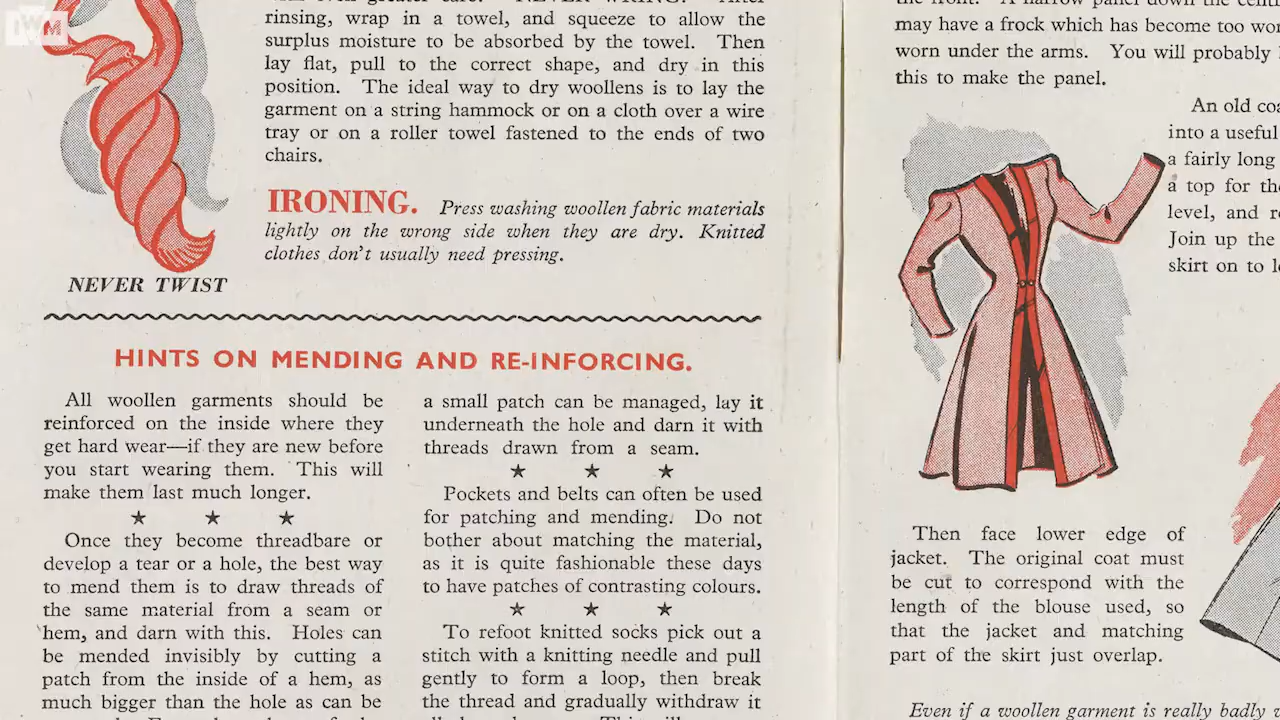 IWM
rinsing, wrap in a towel, and squeeze to allow the
surplus moisture to be absorbed by the towel. Then
lay flat, pull to the correct shape, and dry in this
position. The ideal way to dry woollens is to lay the
garment on a string hammock or on a cloth over a wire
tray or on a roller towel fastened to the ends of two
chairs.
IRONING. Press washing woollen fabric materials
lightly on the wrong side when they are dry. Knitted
clothes don't usually need pressing.
NEVER TWIST
HINTS ON MENDING AND RE-INFORCING.
All woollen garments should be
reinforced on the inside where they
get hard wear—if they are new before
you start wearing them. This will
make them last much longer.
★ ★ ★
Once they become threadbare or
develop a tear or a hole, the best way
to mend them is to draw threads of
the same material from a seam or
hem, and darn with this. Holes can
be mended invisibly by cutting a
patch from the inside of a hem, as
much bigger than the hole as can be
a small patch can be managed, lay it
underneath the hole and darn it with
threads drawn from a seam.
★ ★ ★
Pockets and belts can often be used
for patching and mending. Do not
bother about matching the material,
as it is quite fashionable these days
to have patches of contrasting colours.
★ ★ ★
To refoot knitted socks pick out a
stitch with a knitting needle and pull
gently to form a loop, then break
the thread and gradually withdraw it
may have a frock which has become too
worn under the arms. You will probably
this to make the panel.
An old
into a useful
a fairly long
a top for
level, and
Join up the
skirt on to
Then face lower edge of
jacket. The original coat must
be cut to correspond with the
length of the blouse used, so
that the jacket and matching
part of the skirt just overlap.
Even if a woollen garment is really badly